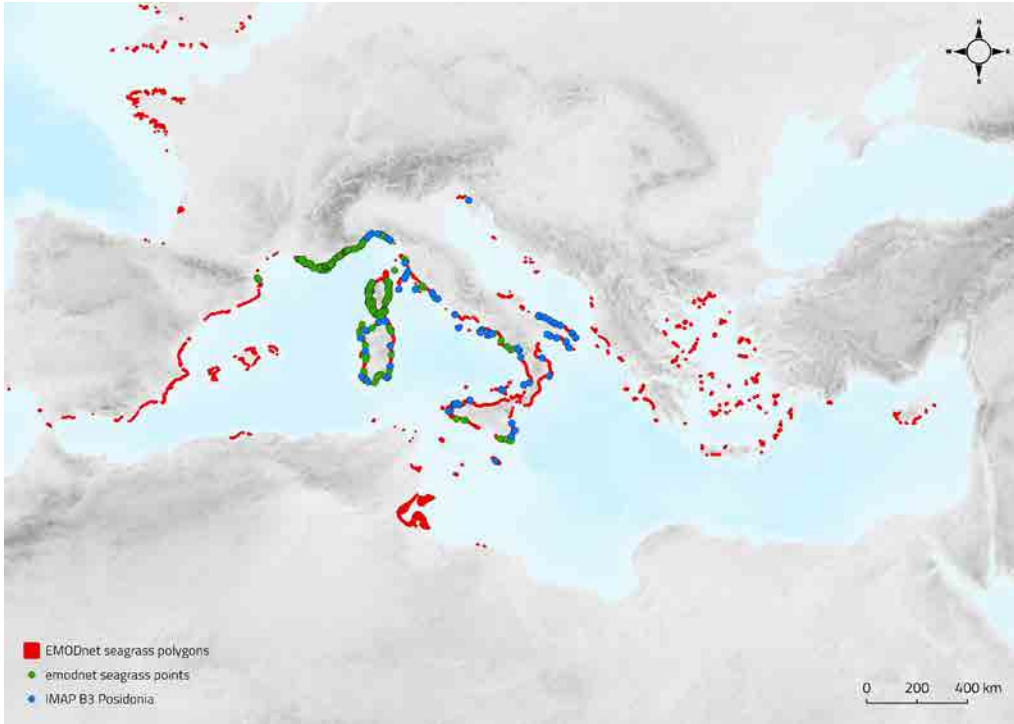 N
W
E
S
EMODnet seagrass polygons
emodnet seagrass points
IMAP B3 Posidonia
0 200 400 km